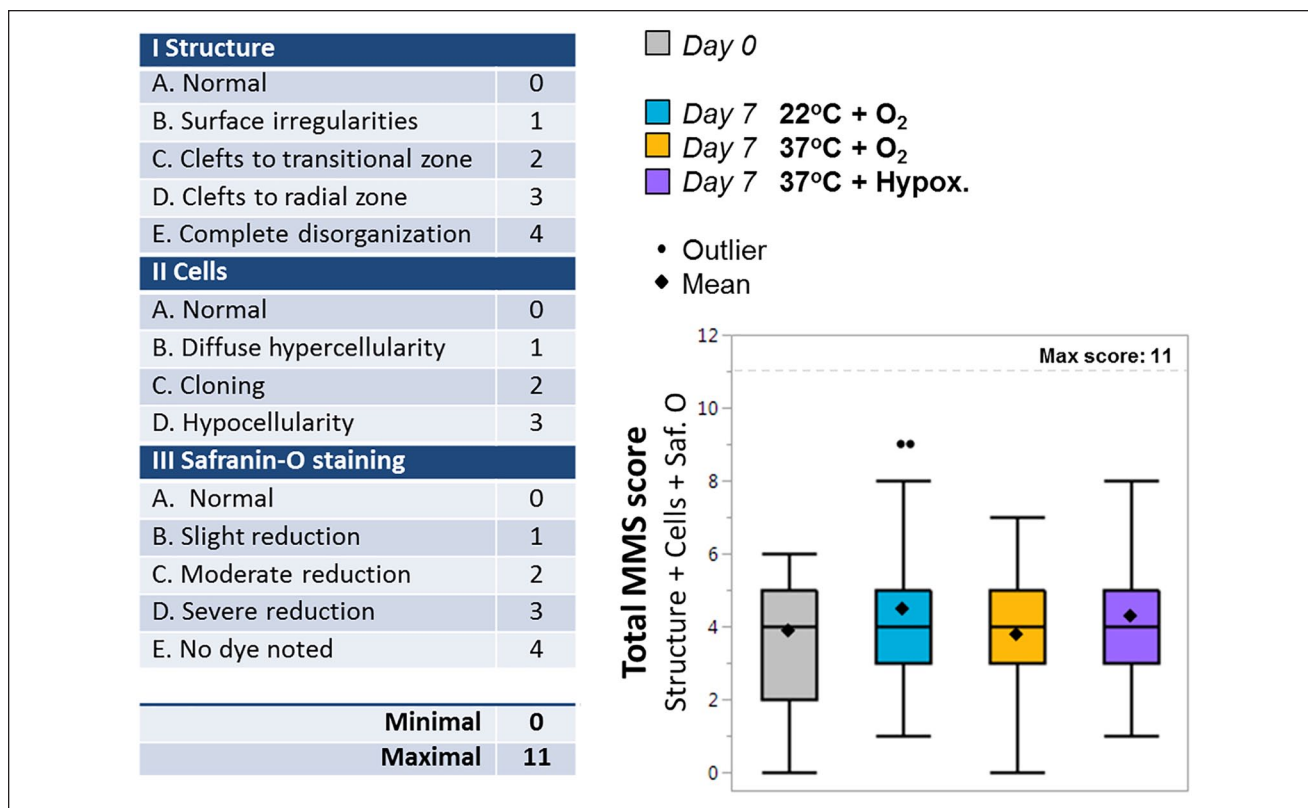 I Structure
A. Normal 0
B. Surface irregularities 1
C. Clefts to transitional zone 2
D. Clefts to radial zone 3
E. Complete disorganization 4
II Cells
A. Normal 0
B. Diffuse hypercellularity 1
C. Cloning 2
D. Hypocellularity 3
III Safranin-O staining
A. Normal 0
B. Slight reduction 1
C. Moderate reduction 2
D. Severe reduction 3
E. No dye noted 4
Minimal 0
Maximal 11
Day 0
Day 7 22°C + O₂
Day 7 37°C + O₂
Day 7 37°C + Hypox.
• Outlier
◆ Mean
Total MMS score
Structure + Cells + Saf. O
12
10
8
6
4
2
0
Max score: 11